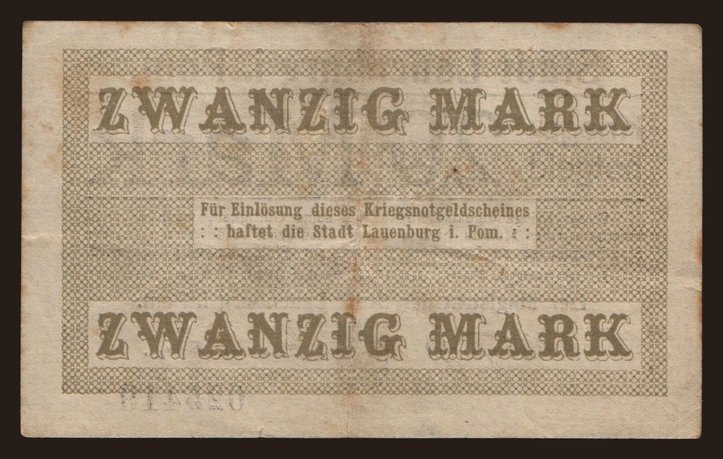 ZWANZIG MARK
Für Einlösung dieses Kriegsnotgeldscheines
: : haftet die Stadt Lauenburg i. Pom. : :
ZWANZIG MARK